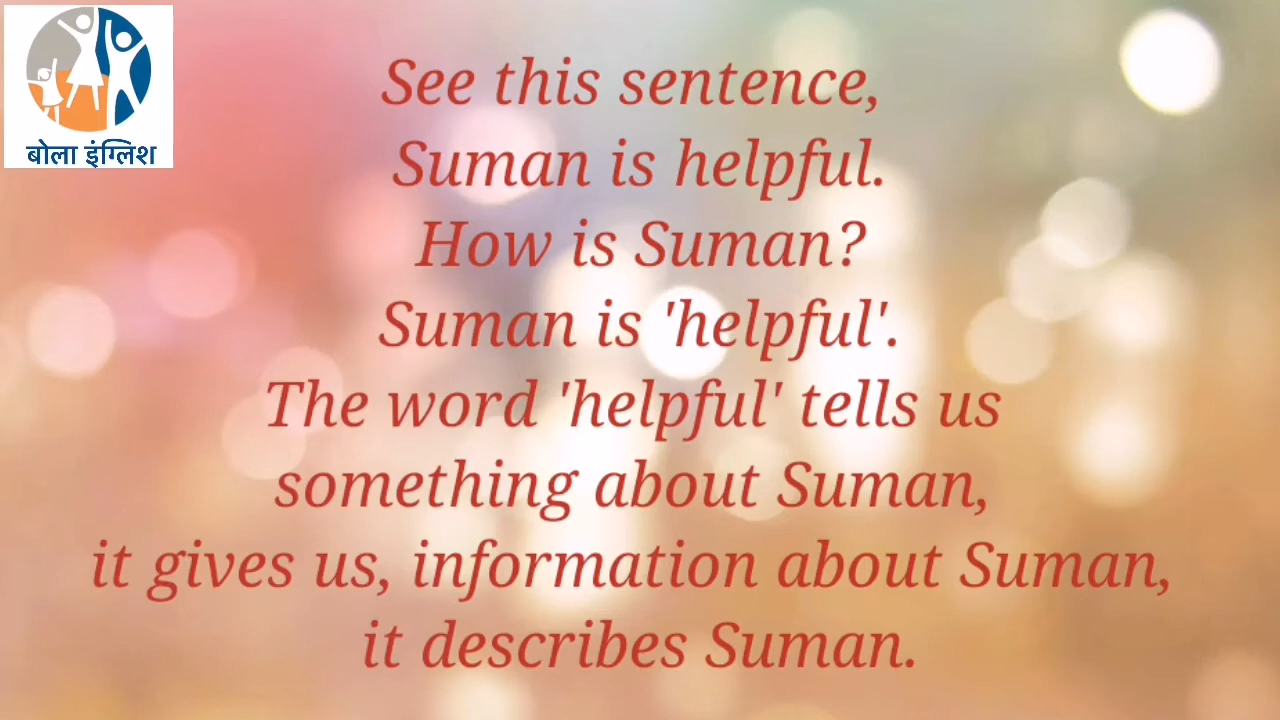 बोला इंग्लिश
See this sentence,
Suman is helpful.
How is Suman?
Suman is 'helpful'.
The word 'helpful' tells us
something about Suman,
it gives us, information about Suman,
it describes Suman.